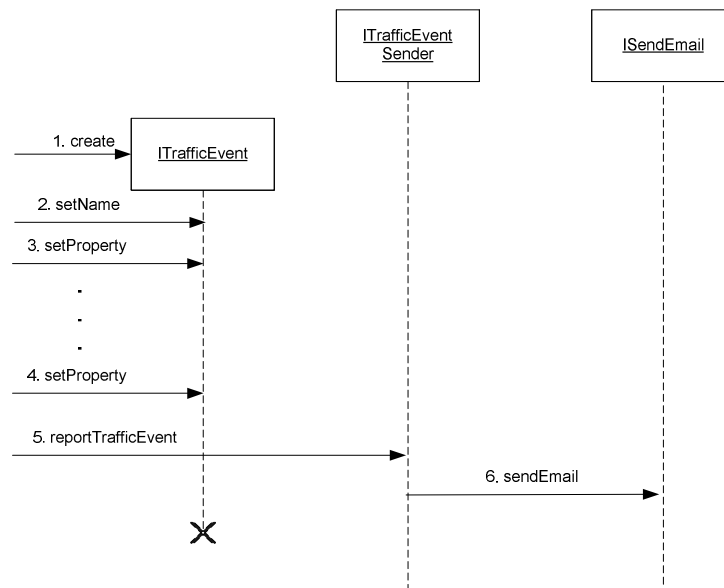 ITrafficEvent
Sender
ISendEmail
1. create
ITrafficEvent
2. setName
3. setProperty
.
.
.
4. setProperty
5. reportTrafficEvent
6. sendEmail